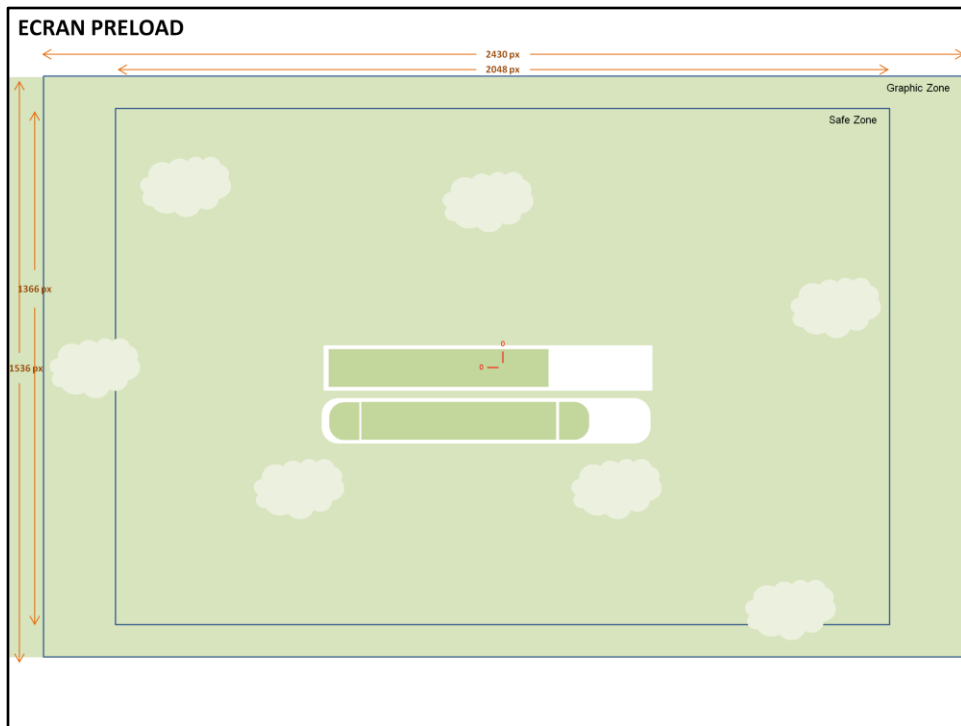 ECRAN PRELOAD
2430 px
2048 px
Graphic Zone
Safe Zone
1366 px
0
0
1536 px